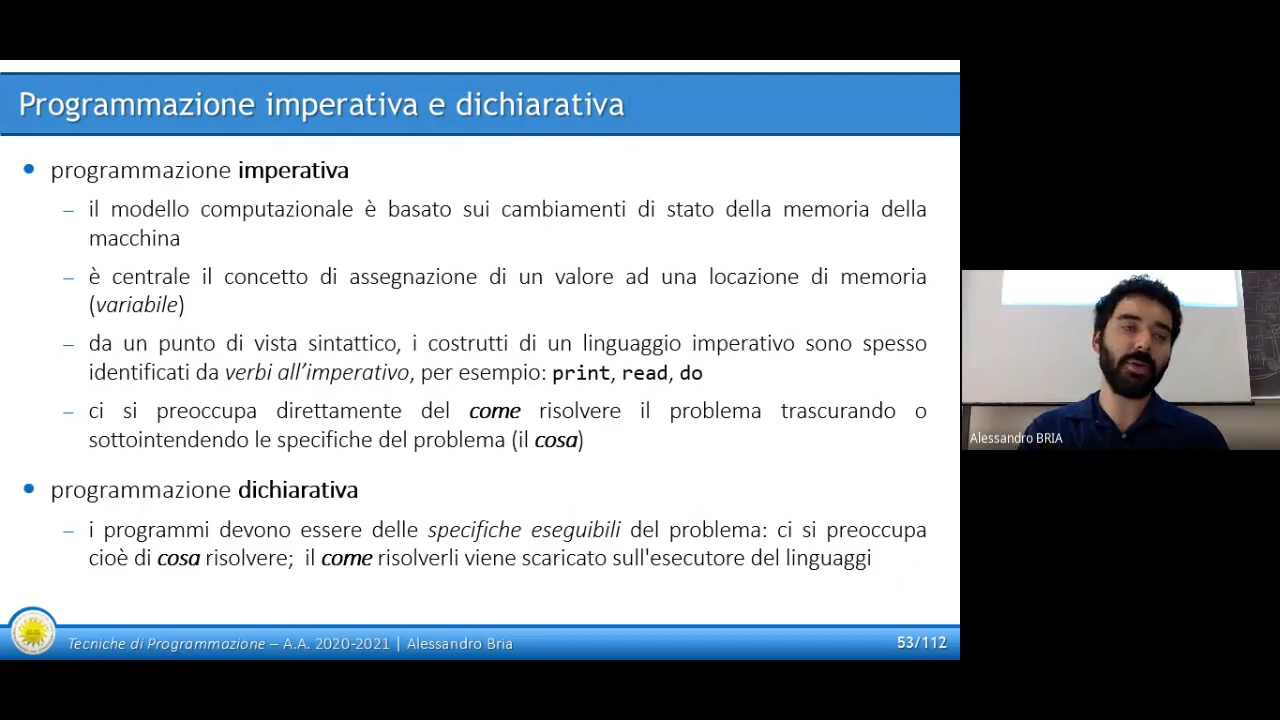 Programmazione imperativa e dichiarativa
• programmazione imperativa
– il modello computazionale è basato sui cambiamenti di stato della memoria della
macchina
– è centrale il concetto di assegnazione di un valore ad una locazione di memoria
(variabile)
– da un punto di vista sintattico, i costrutti di un linguaggio imperativo sono spesso
identificati da verbi all’imperativo, per esempio: print, read, do
– ci si preoccupa direttamente del come risolvere il problema trascurando o
sottointendendo le specifiche del problema (il cosa)
• programmazione dichiarativa
– i programmi devono essere delle specifiche eseguibili del problema: ci si preoccupa
cioè di cosa risolvere; il come risolverli viene scaricato sull'esecutore del linguaggi
Tecniche di Programmazione – A.A. 2020-2021 | Alessandro Bria
53/112
Alessandro BRIA